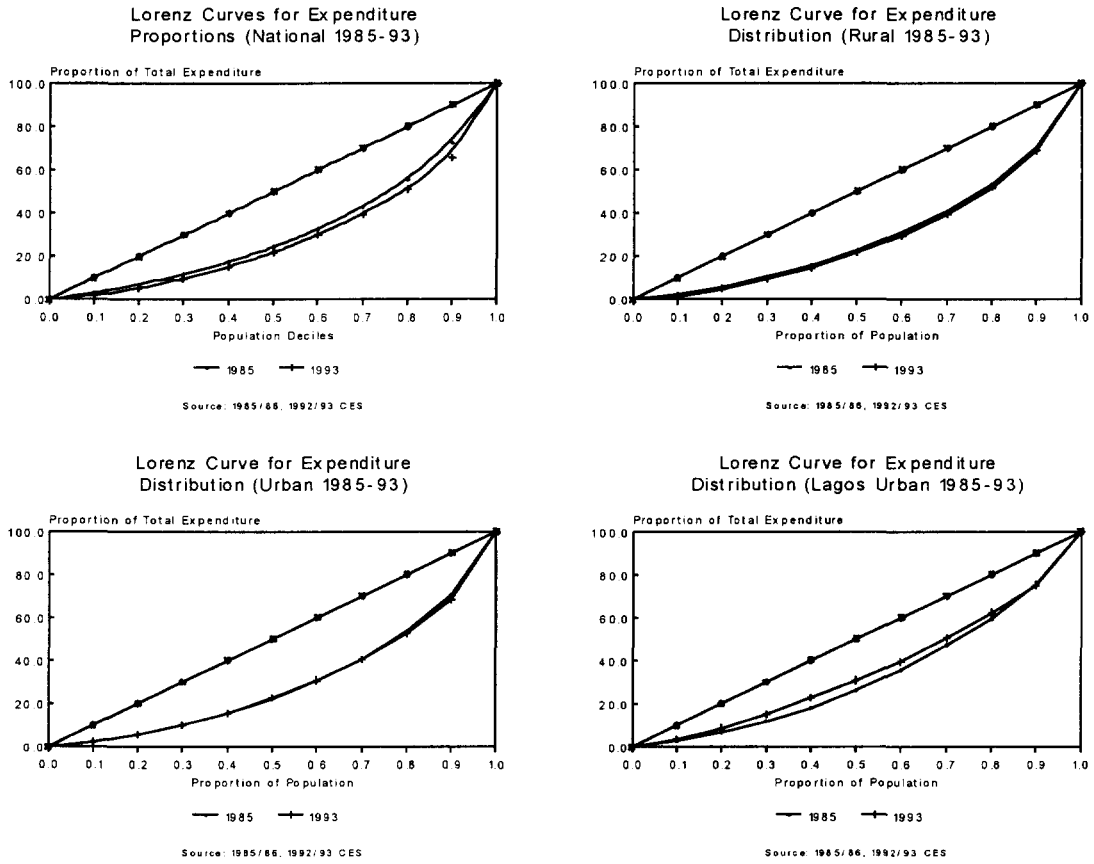 Lorenz Curves for Expenditure
Proportions (National 1985-93)
Proportion of Total Expenditure
100.0
80.0
60.0
40.0
20.0
0.0
0.0 0.1 0.2 0.3 0.4 0.5 0.6 0.7 0.8 0.9 1.0
Population Deciles
1985 1993
Source: 1985/86, 1992/93 CES
Lorenz Curve for Expenditure
Distribution (Rural 1985-93)
Proportion of Total Expenditure
100.0
80.0
60.0
40.0
20.0
0.0
0.0 0.1 0.2 0.3 0.4 0.5 0.6 0.7 0.8 0.9 1.0
Proportion of Population
1985 1993
Source: 1985/86, 1992/93 CES
Lorenz Curve for Expenditure
Distribution (Urban 1985-93)
Proportion of Total Expenditure
100.0
80.0
60.0
40.0
20.0
0.0
0.0 0.1 0.2 0.3 0.4 0.5 0.6 0.7 0.8 0.9 1.0
Proportion of Population
1985 1993
Source: 1985/86, 1992/93 CES
Lorenz Curve for Expenditure
Distribution (Lagos Urban 1985-93)
Proportion of Total Expenditure
100.0
80.0
60.0
40.0
20.0
0.0
0.0 0.1 0.2 0.3 0.4 0.5 0.6 0.7 0.8 0.9 1.0
Proportion of Population
1985 1993
Source: 1985/86, 1992/93 CES